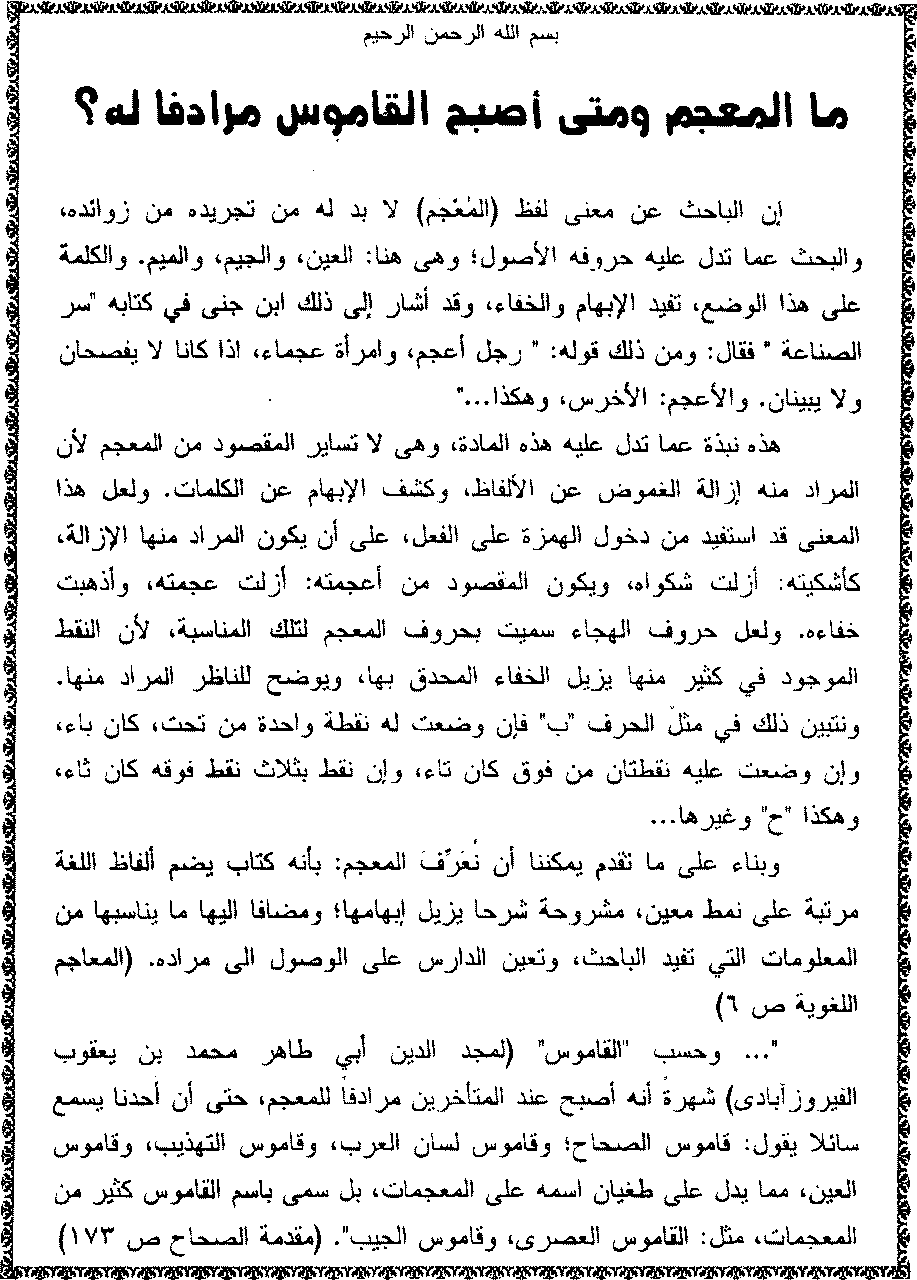 بسم الله الرحمن الرحيم
ما المعجم ومتى أصبح القاموس مرادفا له؟
إن الباحث عن معنى لفظ (المُعْجَم) لا بد له من تجريده من زوائده،
والبحث عما تدل عليه حروفه الأصول؛ وهى هنا: العين، والجيم، والميم. والكلمة
على هذا الوضع، تفيد الإبهام والخفاء، وقد أشار إلى ذلك ابن جنى في كتابه "سر
الصناعة " فقال: ومن ذلك قوله: " رجل أعجم، وامرأة عجماء، اذا كانا لا يفصحان
ولا يبينان. والأعجم: الأخرس، وهكذا..."
هذه نبذة عما تدل عليه هذه المادة، وهى لا تساير المقصود من المعجم لأن
المراد منه إزالة الغموض عن الألفاظ، وكشف الإبهام عن الكلمات. ولعل هذا
المعنى قد استفيد من دخول الهمزة على الفعل، على أن يكون المراد منها الإزالة،
كأشكيته: أزلت شكواه، ويكون المقصود من أعجمته: أزلت عجمته، وأذهبت
خفاءه. ولعل حروف الهجاء سميت بحروف المعجم لتلك المناسبة، لأن النقط
الموجود في كثير منها يزيل الخفاء المحدق بها، ويوضح للناظر المراد منها.
ونتبين ذلك في مثل الحرف "ب" فإن وضعت له نقطة واحدة من تحت، كان باء،
وإن وضعت عليه نقطتان من فوق كان تاء، وإن نقط بثلاث نقط فوقه كان ثاء،
وهكذا "ح" وغيرها...
وبناء على ما تقدم يمكننا أن نُعَرِّفَ المعجم: بأنه كتاب يضم ألفاظ اللغة
مرتبة على نمط معين، مشروحة شرحا يزيل إبهامها؛ ومضافا اليها ما يناسبها من
المعلومات التي تفيد الباحث، وتعين الدارس على الوصول الى مراده. (المعاجم
اللغوية ص ٦)
"... وحسب "القاموس" (لمجد الدين أبي طاهر محمد بن يعقوب
الفيروزآبادى) شهرةً أنه أصبح عند المتأخرين مرادفاً للمعجم، حتى أن أحدنا يسمع
سائلا يقول: قاموس الصحاح؛ وقاموس لسان العرب، وقاموس التهذيب، وقاموس
العين، مما يدل على طغيان اسمه على المعجمات، بل سمى باسم القاموس كثير من
المعجمات، مثل: القاموس العصرى، وقاموس الجيب". (مقدمة الصحاح ص ١٧٣)